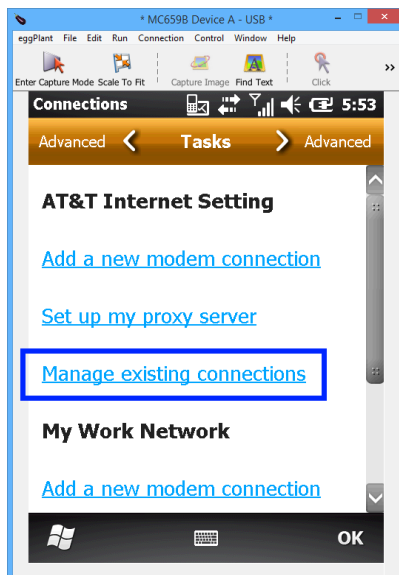 * MC659B Device A - USB *
eggPlant File Edit Run Connection Control Window Help
Enter Capture Mode Scale To Fit Capture Image Find Text Click
Connections 5:53
Advanced Tasks Advanced
AT&T Internet Setting
Add a new modem connection
Set up my proxy server
Manage existing connections
My Work Network
Add a new modem connection
OK